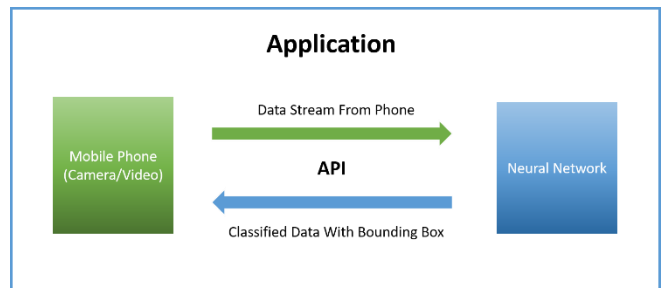 Application
Data Stream From Phone
Mobile Phone
(Camera/Video)
API
Neural Network
Classified Data With Bounding Box